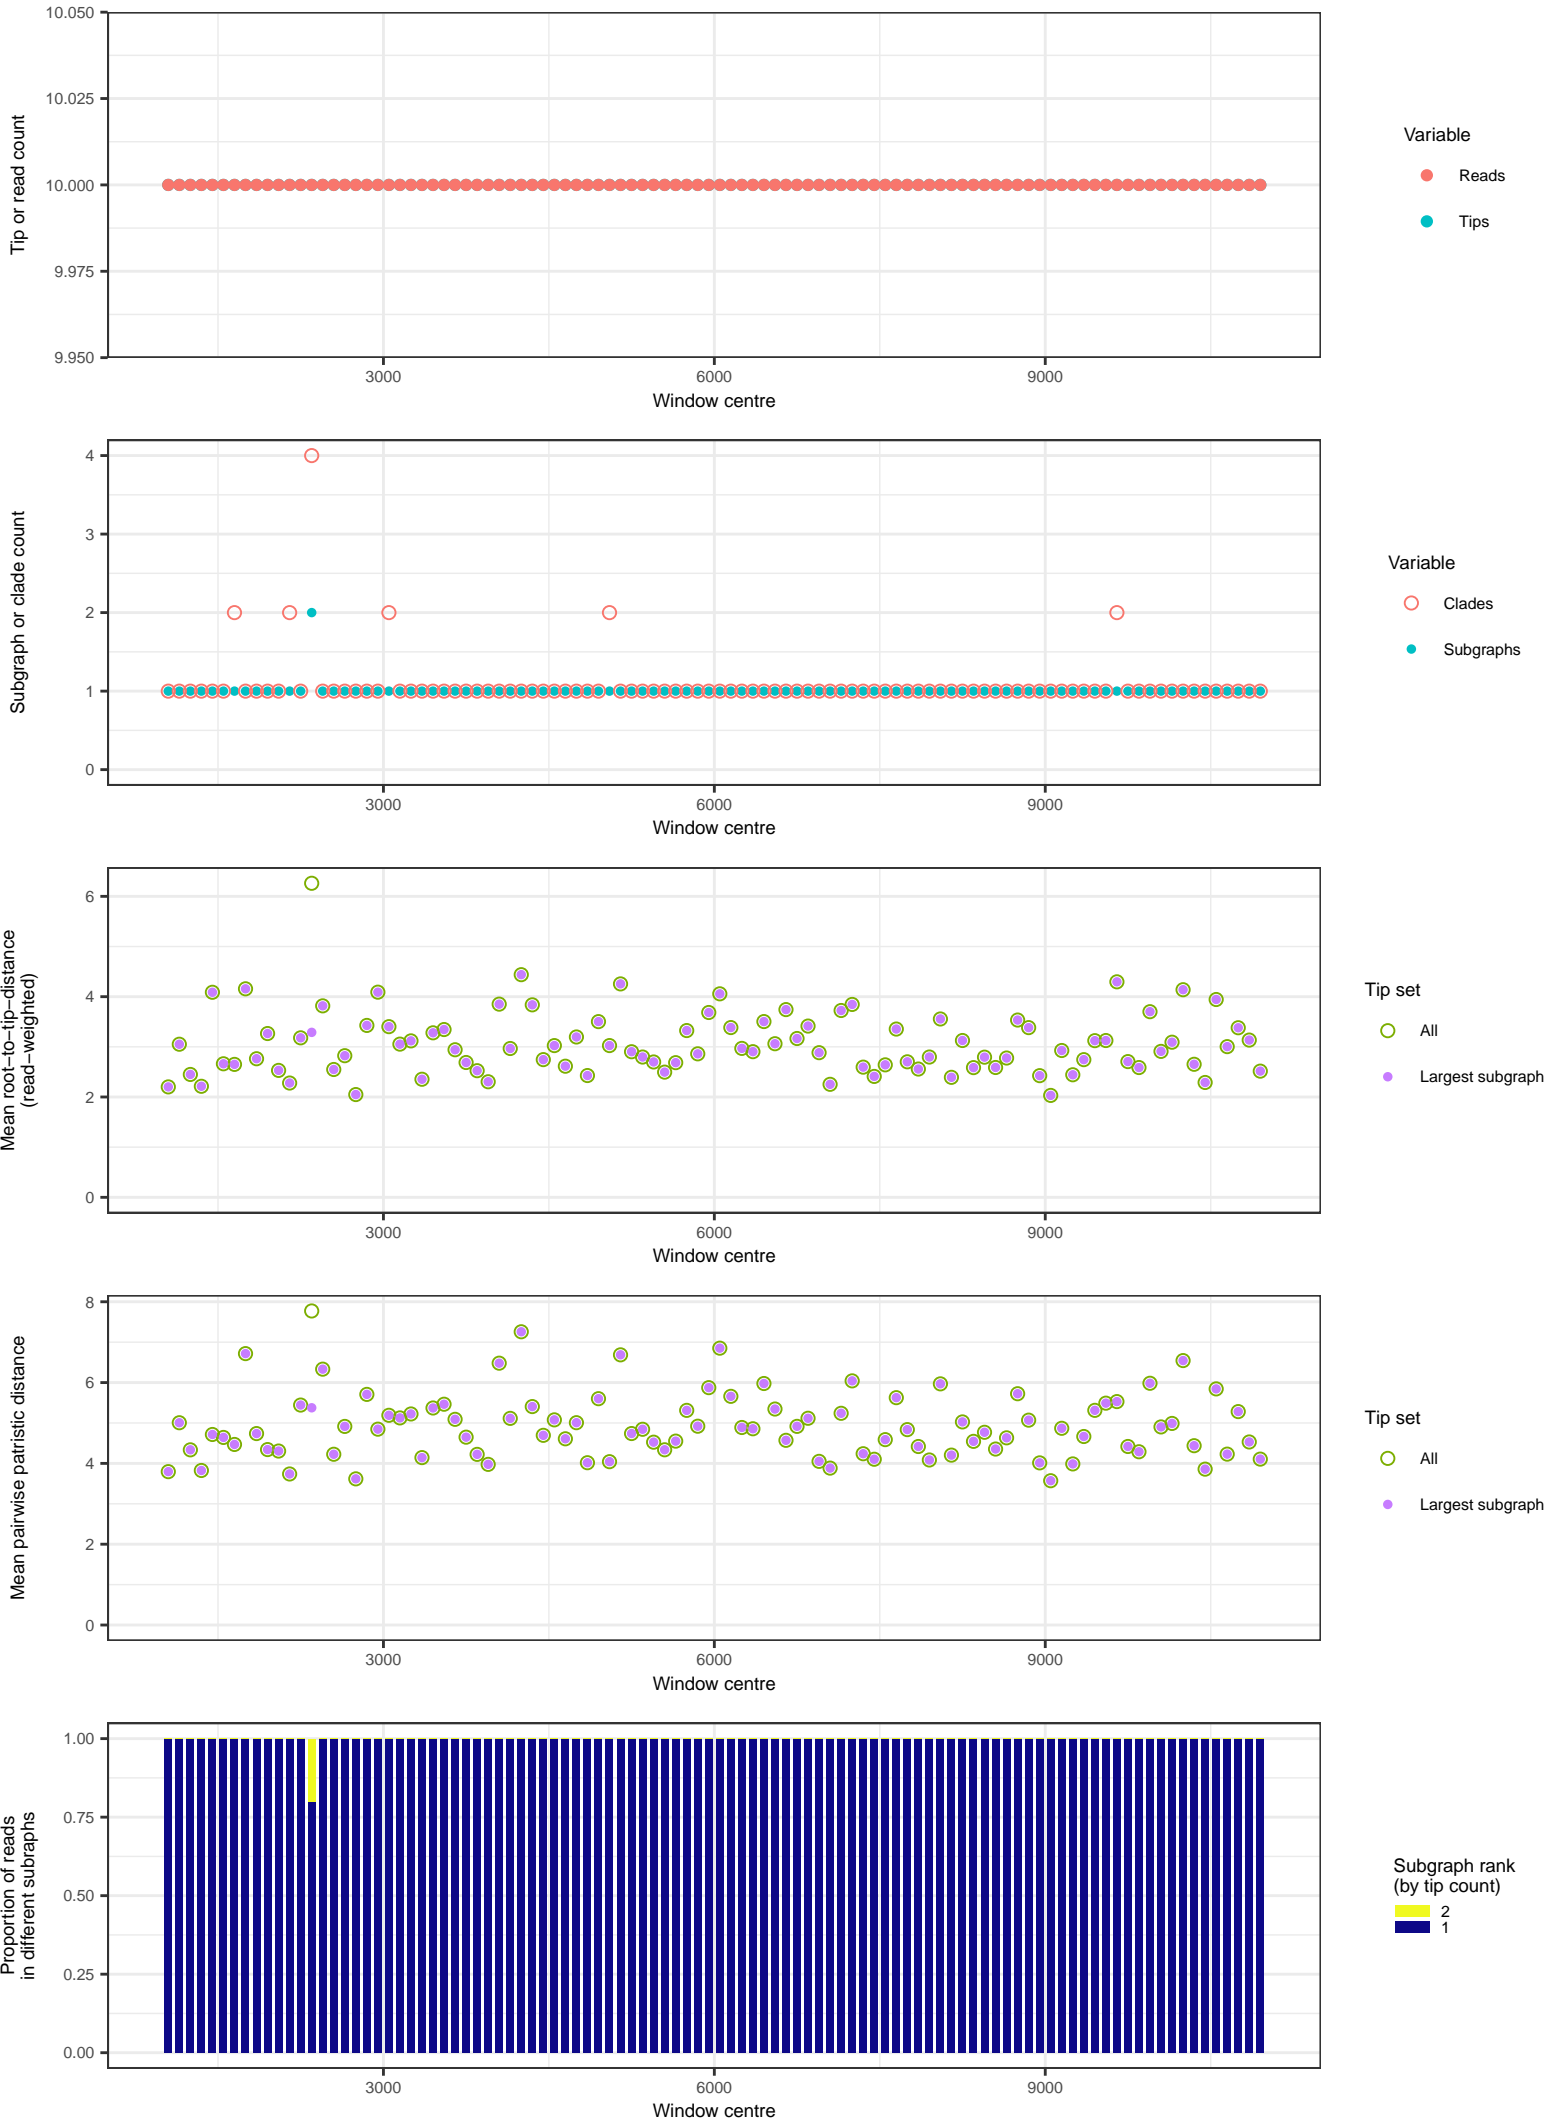 10.050
10.025
10.000
9.975
9.950
Tip or read count
3000 6000 9000
Window centre
Variable
Reads
Tips
4
3
2
1
0
Subgraph or clade count
3000 6000 9000
Window centre
Variable
Clades
Subgraphs
6
4
2
0
Mean root−to−tip−distance
(read−weighted)
3000 6000 9000
Window centre
Tip set
All
Largest subgraph
8
6
4
2
0
Mean pairwise patristic distance
3000 6000 9000
Window centre
Tip set
All
Largest subgraph
1.00
0.75
0.50
0.25
0.00
Proportion of reads
in different subraphs
3000 6000 9000
Window centre
Subgraph rank
(by tip count)
2
1